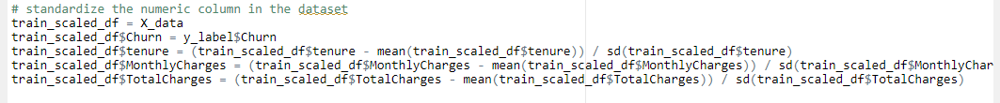 # standardize the numeric column in the dataset
train_scaled_df = X_data
train_scaled_df$Churn = y_label$Churn
train_scaled_df$tenure = (train_scaled_df$tenure - mean(train_scaled_df$tenure)) / sd(train_scaled_df$tenure)
train_scaled_df$MonthlyCharges = (train_scaled_df$MonthlyCharges - mean(train_scaled_df$MonthlyCharges)) / sd(train_scaled_df$MonthlyChar
train_scaled_df$TotalCharges = (train_scaled_df$TotalCharges - mean(train_scaled_df$TotalCharges)) / sd(train_scaled_df$TotalCharges)